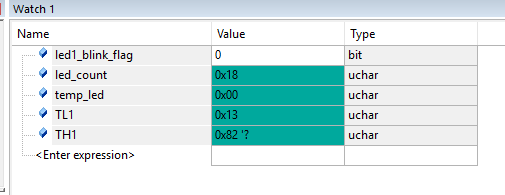 Watch 1
Name Value Type
led1_blink_flag 0 bit
led_count 0x18 uchar
temp_led 0x00 uchar
TL1 0x13 uchar
TH1 0x82 '? uchar
<Enter expression>